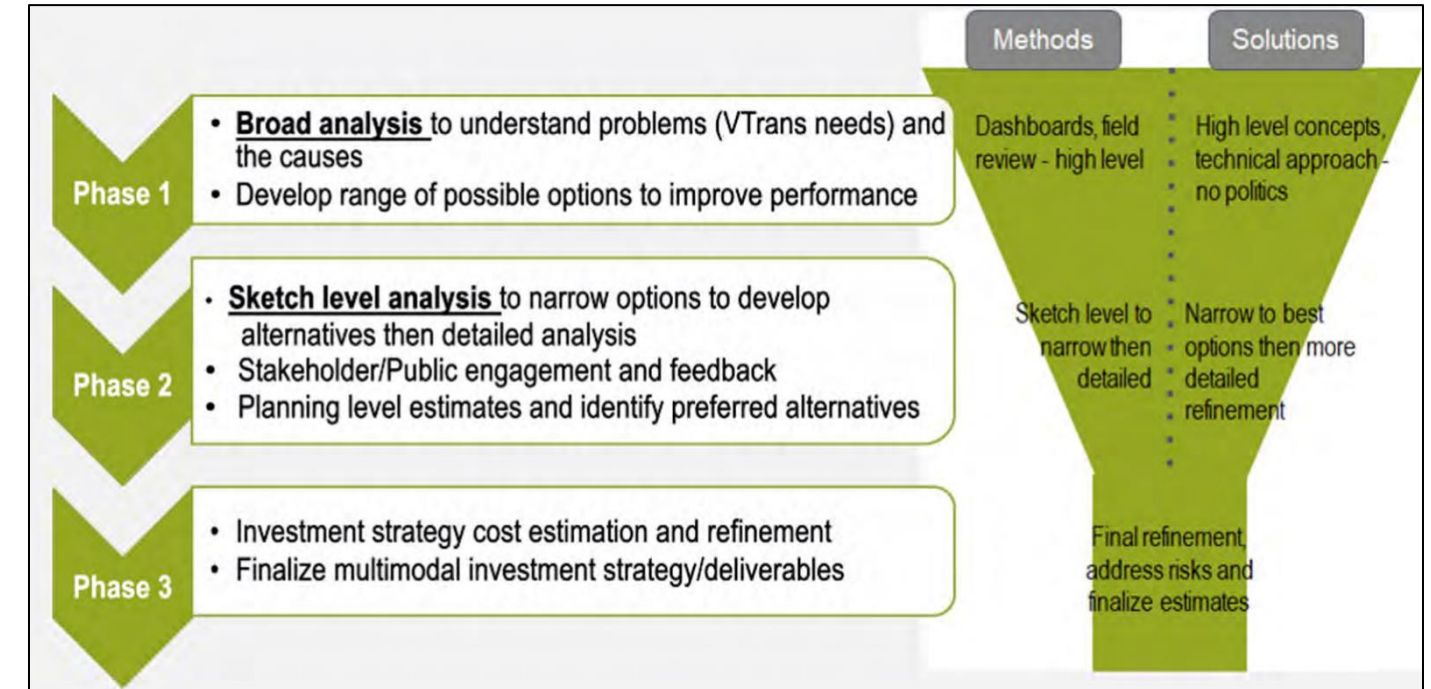 Methods
Solutions
Phase 1
• Broad analysis to understand problems (VTrans needs) and
the causes
• Develop range of possible options to improve performance
Dashboards, field
review - high level
High level concepts,
technical approach -
no politics
Phase 2
• Sketch level analysis to narrow options to develop
alternatives then detailed analysis
• Stakeholder/Public engagement and feedback
• Planning level estimates and identify preferred alternatives
Sketch level to
narrow then
detailed
Narrow to best
options then more
detailed
refinement
Phase 3
• Investment strategy cost estimation and refinement
• Finalize multimodal investment strategy/deliverables
Final refinement,
address risks and
finalize estimates